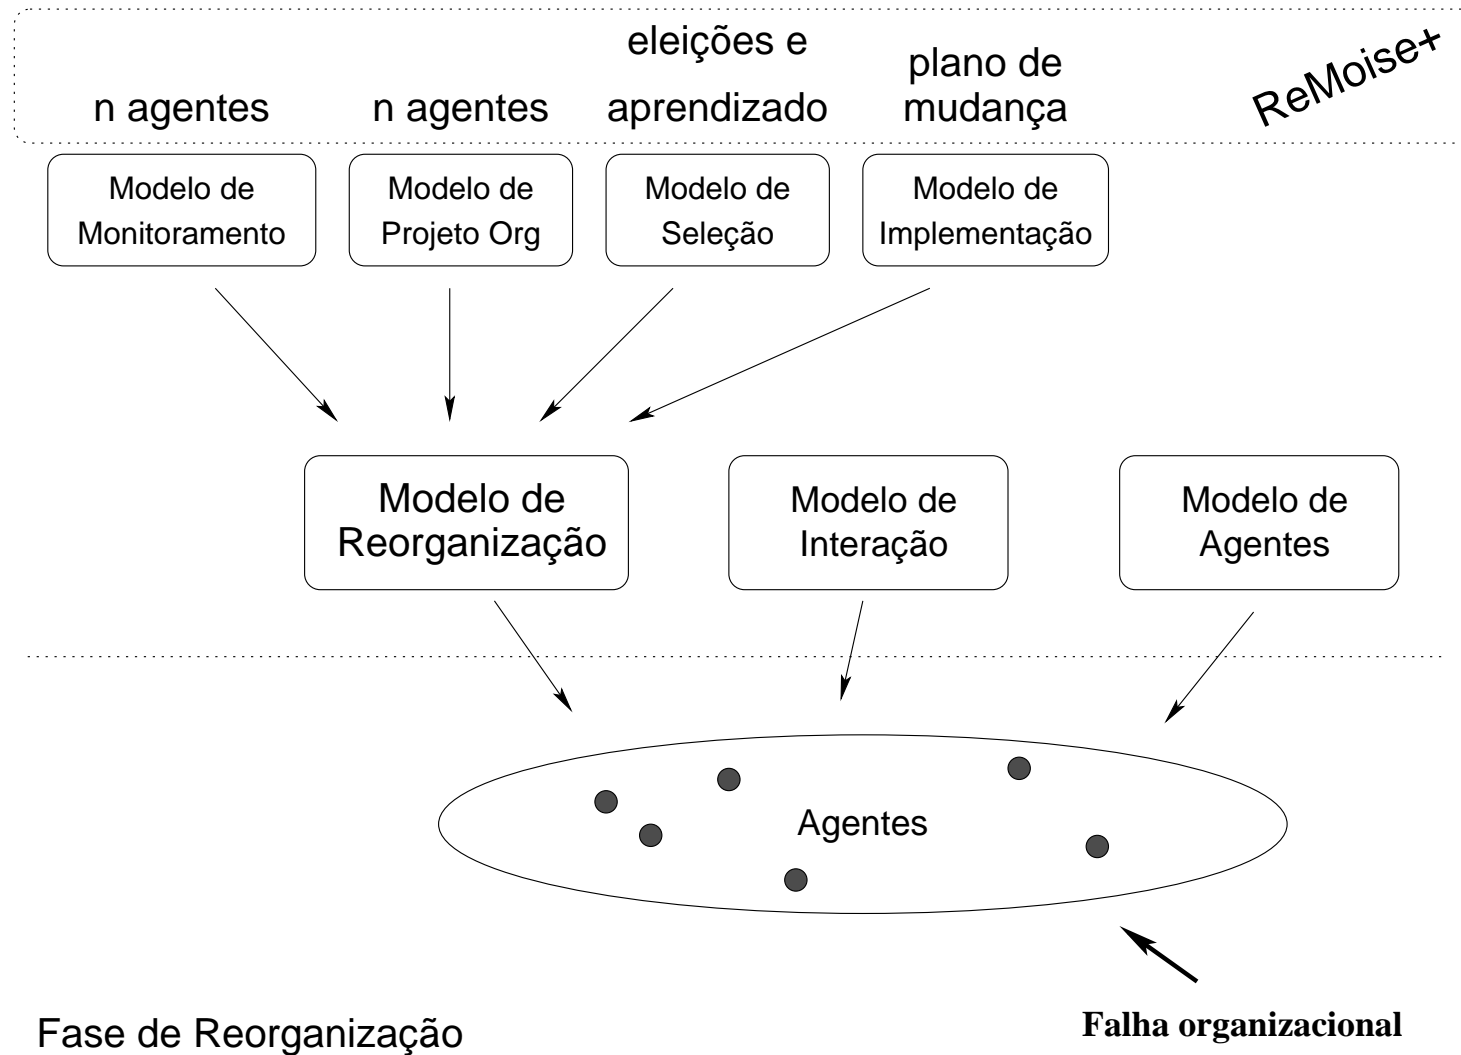 eleições e
aprendizado
plano de
mudança
n agentes
n agentes
ReMoise+
Modelo de
Monitoramento
Modelo de
Projeto Org
Modelo de
Seleção
Modelo de
Implementação
Modelo de
Reorganização
Modelo de
Interação
Modelo de
Agentes
Agentes
Falha organizacional
Fase de Reorganização